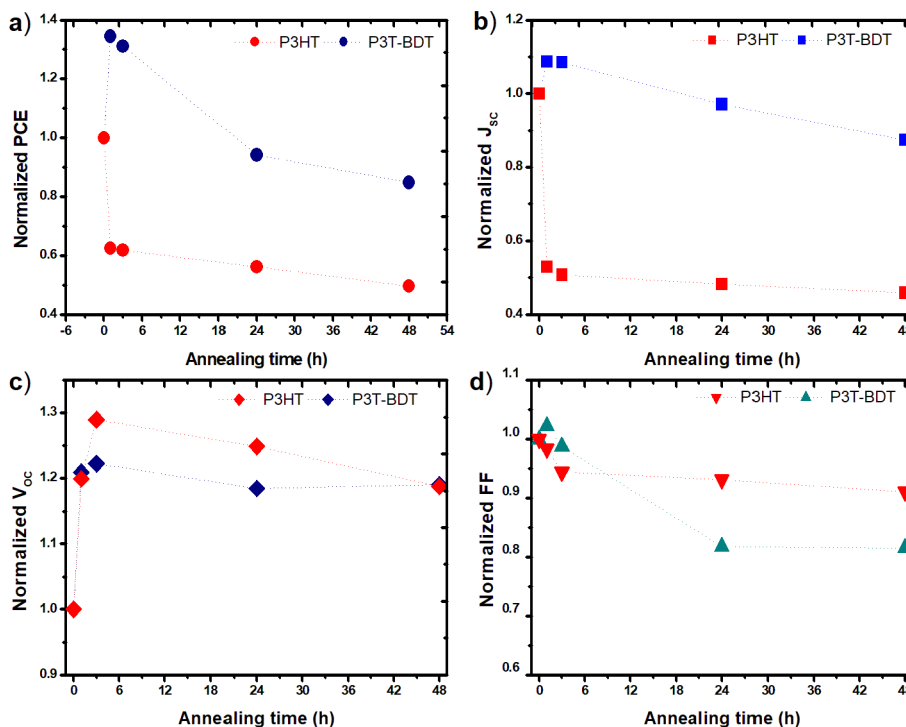 a)
P3HT P3T-BDT
Normalized PCE
1.4
1.2
1.0
0.8
0.6
0.4
-6 0 6 12 18 24 30 36 42 48 54
Annealing time (h)
b)
P3HT P3T-BDT
Normalized JSC
1.2
1.0
0.8
0.6
0.4
0 6 12 18 24 30 36 42 48
Annealing time (h)
c)
P3HT P3T-BDT
Normalized VOC
1.3
1.2
1.1
1.0
0.9
0 6 12 18 24 30 36 42 48
Annealing time (h)
d)
P3HT P3T-BDT
Normalized FF
1.1
1.0
0.9
0.8
0.7
0.6
0 6 12 18 24 30 36 42 48
Annealing time (h)